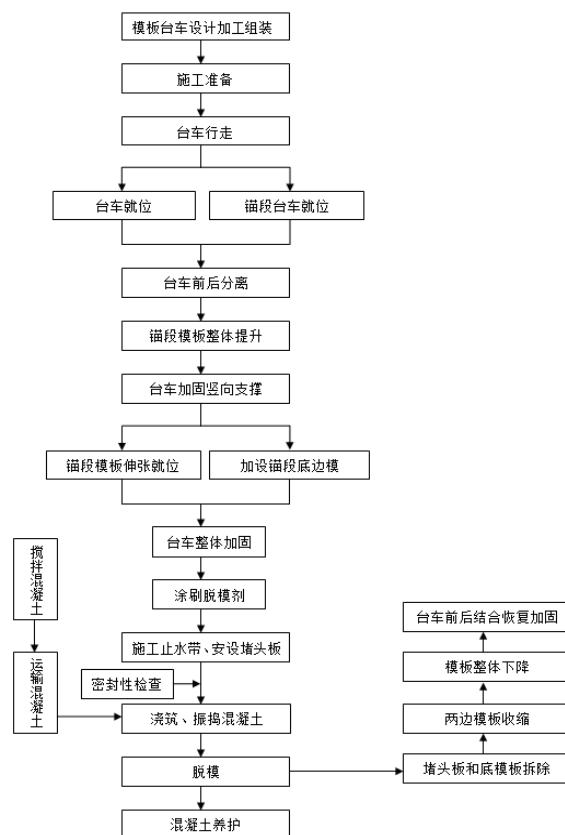 模板台车设计加工组装
施工准备
台车行走
台车就位
锚段台车就位
台车前后分离
锚段模板整体提升
台车加固竖向支撑
锚段模板伸张就位
加设锚段底边模
台车整体加固
搅拌混凝土
涂刷脱模剂
台车前后结合恢复加固
施工止水带、安设堵头板
模板整体下降
密封性检查
运输混凝土
浇筑、振捣混凝土
两边模板收缩
脱模
堵头板和底模板拆除
混凝土养护